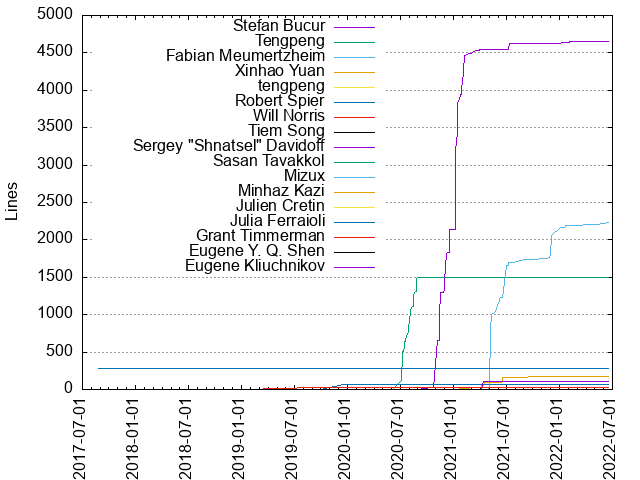 5000
4500
4000
3500
3000
2500
2000
1500
1000
500
0
Lines
Stefan Bucur
Tengpeng
Fabian Meumertzheim
Xinhao Yuan
tengpeng
Robert Spier
Will Norris
Tiem Song
Sergey "Shnatsel" Davidoff
Sasan Tavakkol
Mizux
Minhaz Kazi
Julien Cretin
Julia Ferraioli
Grant Timmerman
Eugene Y. Q. Shen
Eugene Kliuchnikov
2017-07-01
2018-01-01
2018-07-01
2019-01-01
2019-07-01
2020-01-01
2020-07-01
2021-01-01
2021-07-01
2022-01-01
2022-07-01